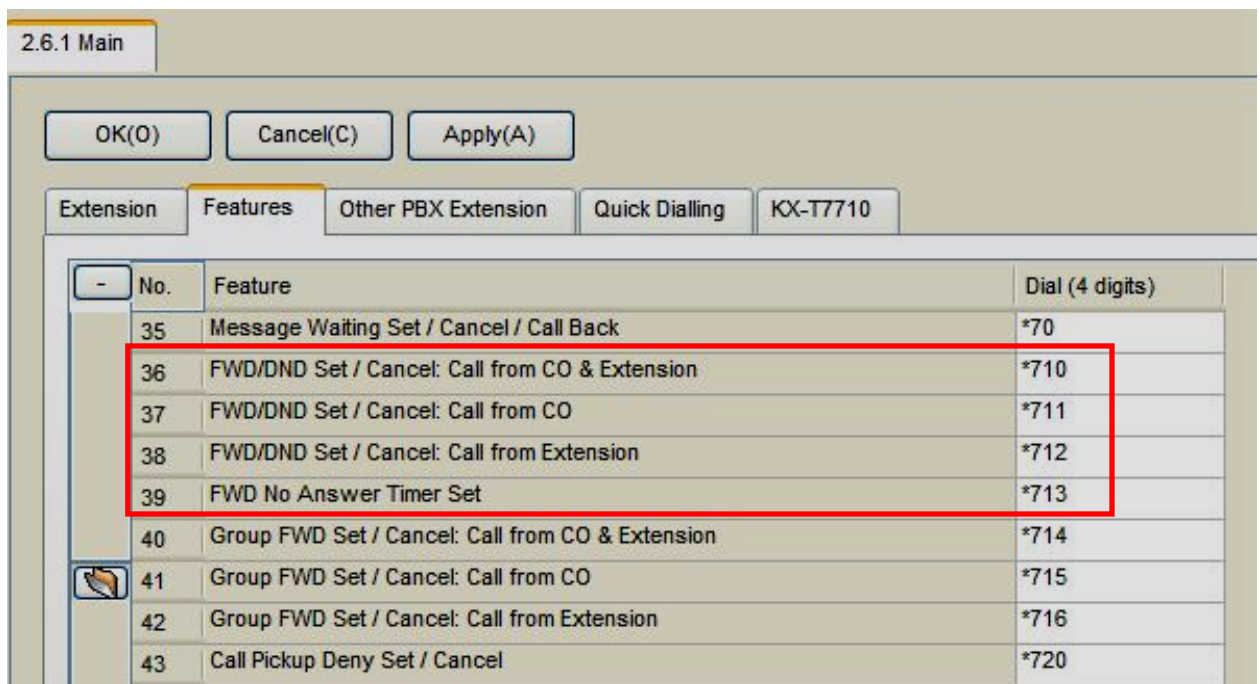 2.6.1 Main
OK(O) Cancel(C) Apply(A)
Extension Features Other PBX Extension Quick Dialling KX-T7710
- No. Feature Dial (4 digits)
35 Message Waiting Set / Cancel / Call Back *70
36 FWD/DND Set / Cancel: Call from CO & Extension *710
37 FWD/DND Set / Cancel: Call from CO *711
38 FWD/DND Set / Cancel: Call from Extension *712
39 FWD No Answer Timer Set *713
40 Group FWD Set / Cancel: Call from CO & Extension *714
41 Group FWD Set / Cancel: Call from CO *715
42 Group FWD Set / Cancel: Call from Extension *716
43 Call Pickup Deny Set / Cancel *720